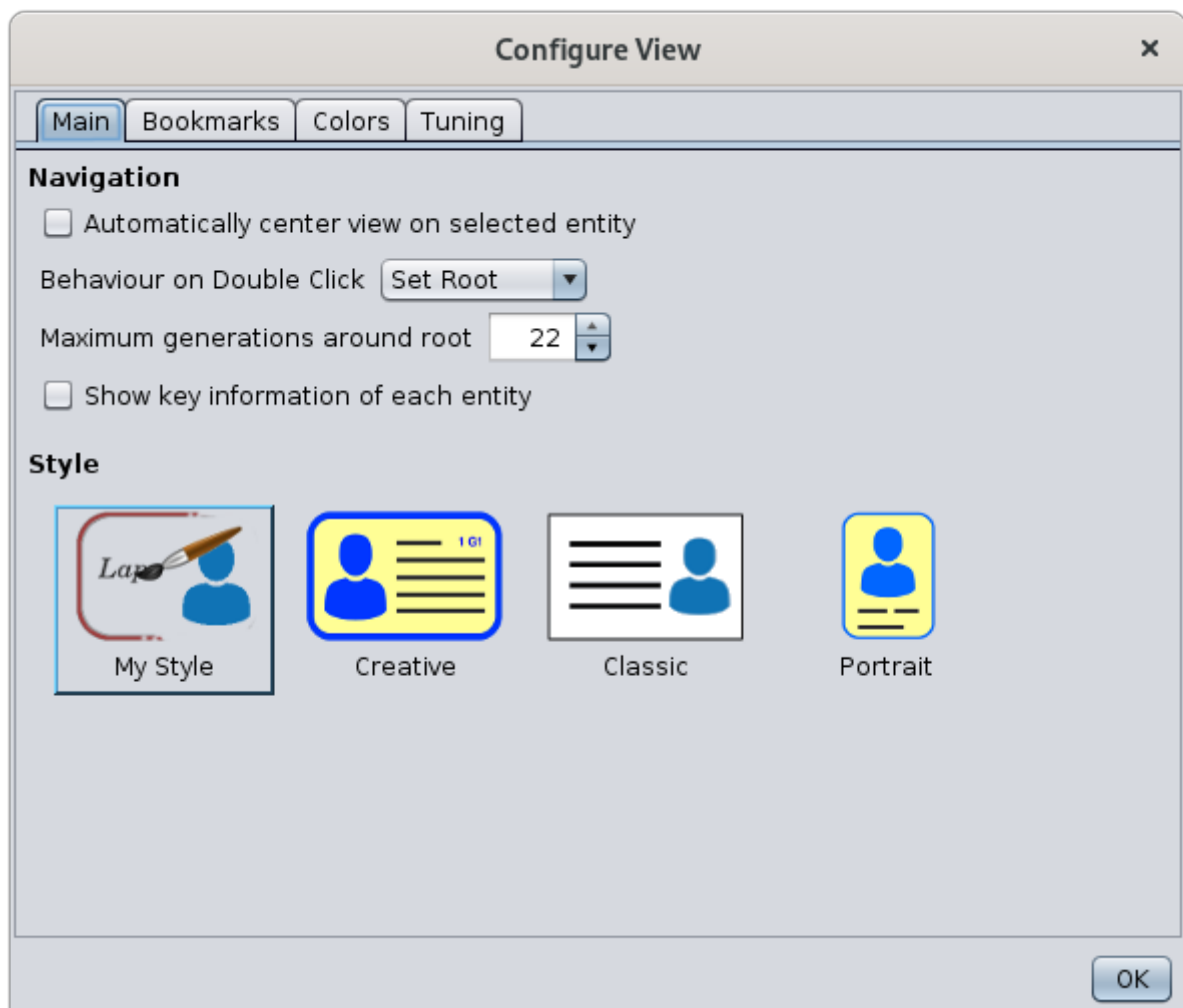 Configure View
Main Bookmarks Colors Tuning
Navigation
Automatically center view on selected entity
Behaviour on Double Click Set Root
Maximum generations around root 22
Show key information of each entity
Style
1 G1
My Style Creative Classic Portrait
OK